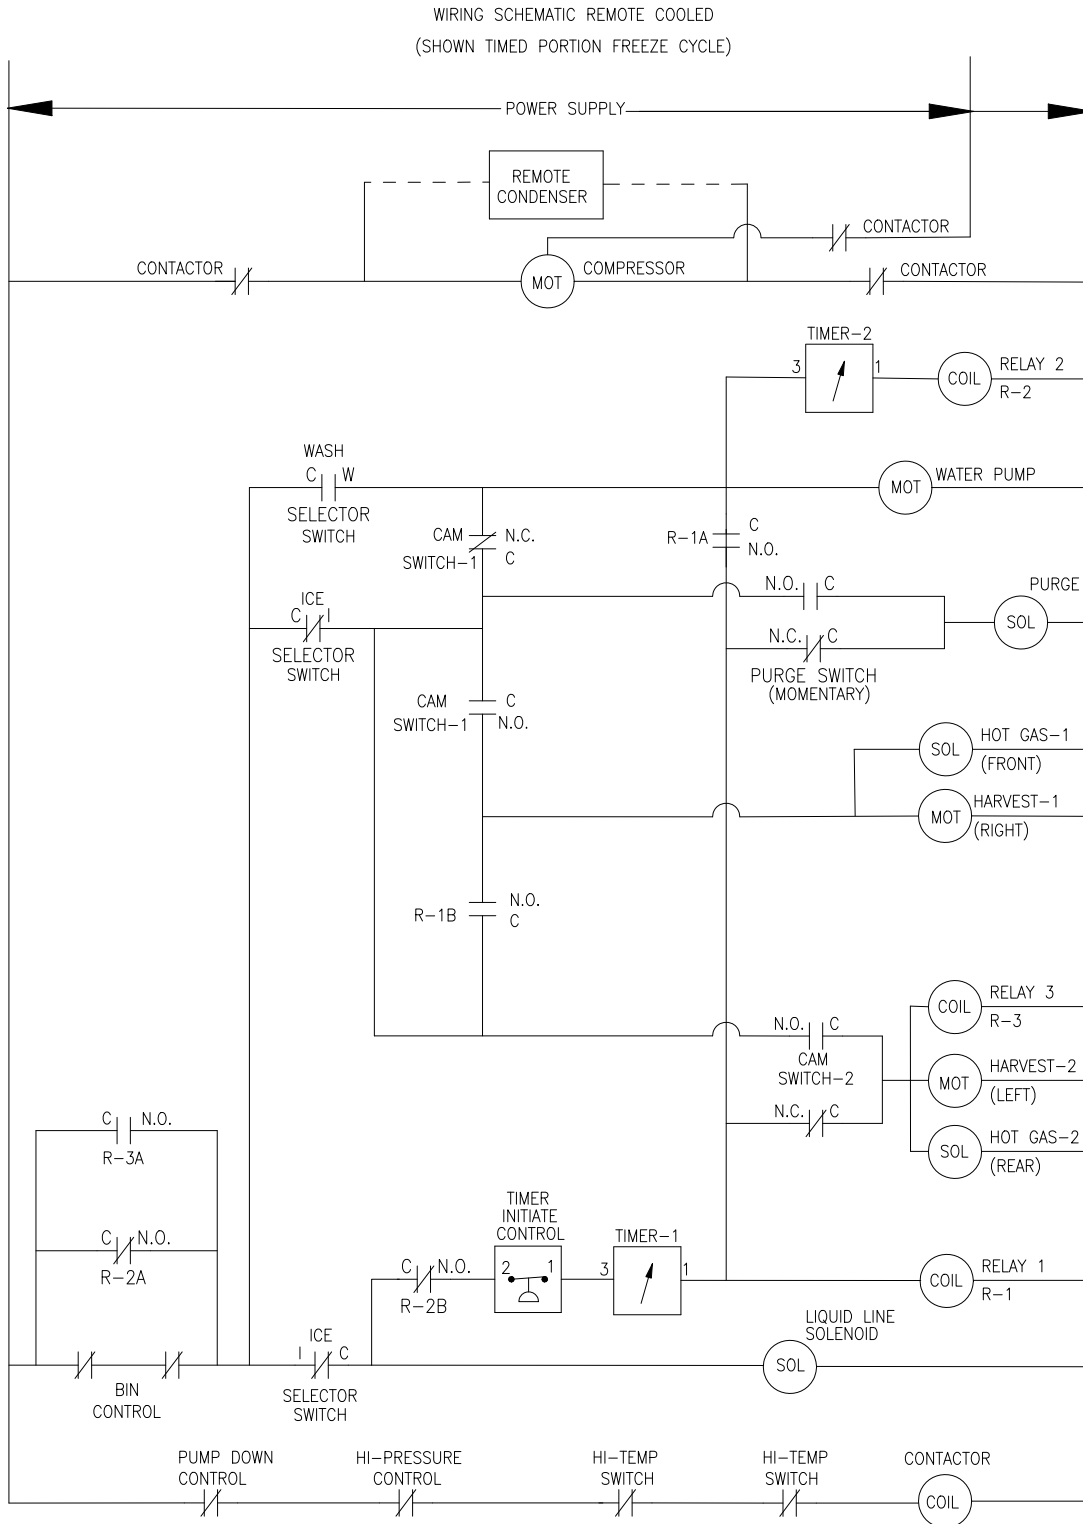 WIRING SCHEMATIC REMOTE COOLED
(SHOWN TIMED PORTION FREEZE CYCLE)
POWER SUPPLY
REMOTE
CONDENSER
CONTACTOR
CONTACTOR
MOT
COMPRESSOR
CONTACTOR
TIMER-2
3
1
COIL
RELAY 2
R-2
WASH
C
W
SELECTOR
SWITCH
MOT
WATER PUMP
CAM
SWITCH-1
N.C.
C
R-1A
C
N.O.
N.O.
C
PURGE
SOL
ICE
C
I
SELECTOR
SWITCH
N.C.
C
PURGE SWITCH
(MOMENTARY)
CAM
SWITCH-1
C
N.O.
SOL
HOT GAS-1
(FRONT)
MOT
HARVEST-1
(RIGHT)
R-1B
N.O.
C
COIL
RELAY 3
R-3
N.O.
C
CAM
SWITCH-2
MOT
HARVEST-2
(LEFT)
N.C.
C
SOL
HOT GAS-2
(REAR)
C
N.O.
R-3A
C
N.O.
R-2A
TIMER
INITIATE
CONTROL
2
1
TIMER-1
3
1
C
N.O.
R-2B
COIL
RELAY 1
R-1
LIQUID LINE
SOLENOID
SOL
ICE
I
C
SELECTOR
SWITCH
BIN
CONTROL
PUMP DOWN
CONTROL
HI-PRESSURE
CONTROL
HI-TEMP
SWITCH
HI-TEMP
SWITCH
CONTACTOR
COIL